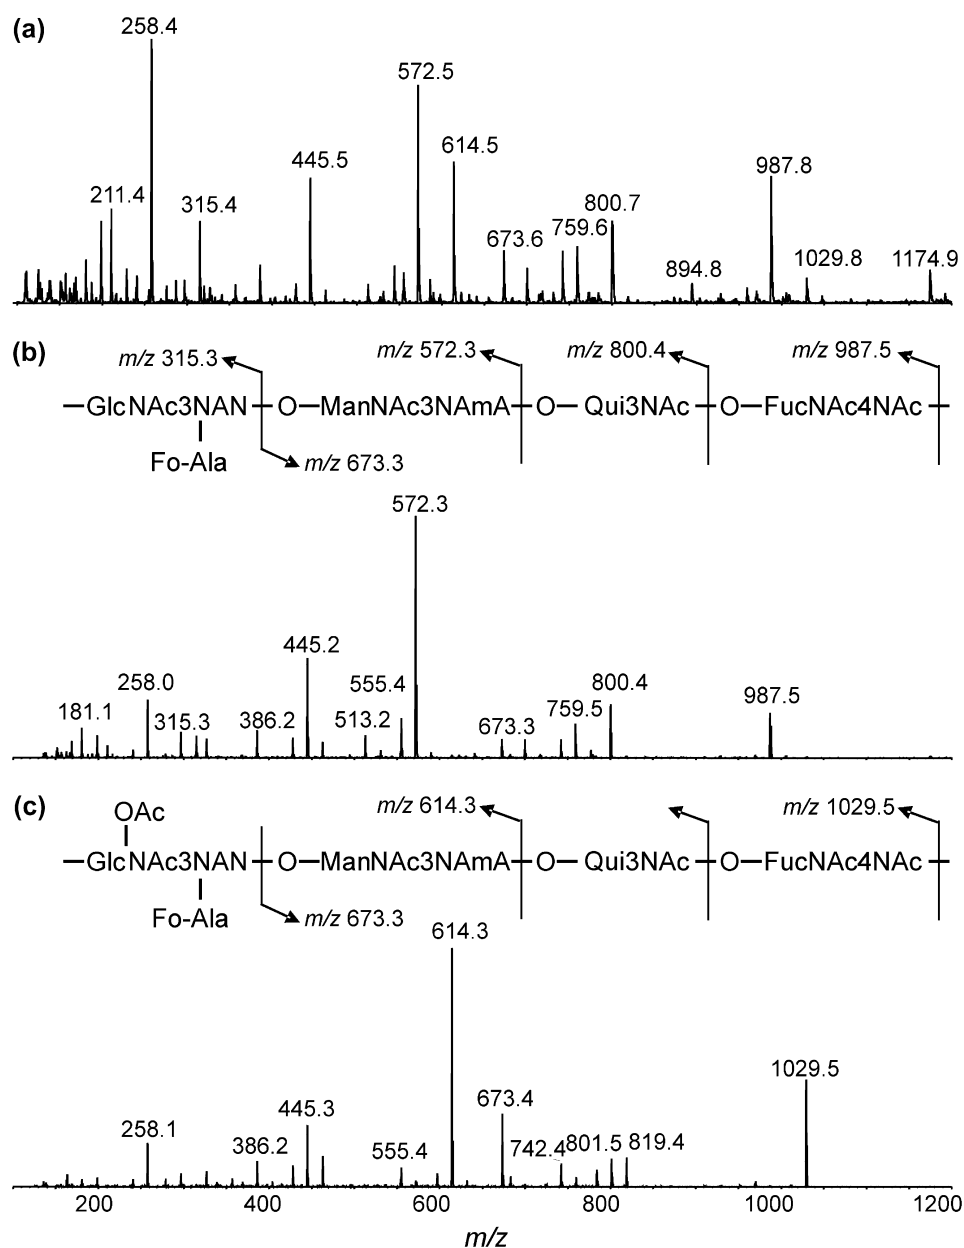 (a)
258.4
572.5
614.5
445.5
987.8
211.4
315.4
800.7
673.6
759.6
894.8
1029.8
1174.9
(b)
m/z 315.3
m/z 572.3
m/z 800.4
m/z 987.5
GlcNAc3NAN—O—ManNAc3NAmA—O—Qui3NAc—O—FucNAc4NAc
Fo-Ala
m/z 673.3
572.3
445.2
555.4
800.4
258.0
987.5
181.1
315.3
386.2
513.2
673.3
759.5
(c)
OAc
m/z 614.3
m/z 1029.5
GlcNAc3NAN—O—ManNAc3NAmA—O—Qui3NAc—O—FucNAc4NAc
Fo-Ala
m/z 673.3
614.3
1029.5
673.4
445.3
258.1
386.2
555.4
742.4
801.5
819.4
200 400 600 800 1000 1200
m/z